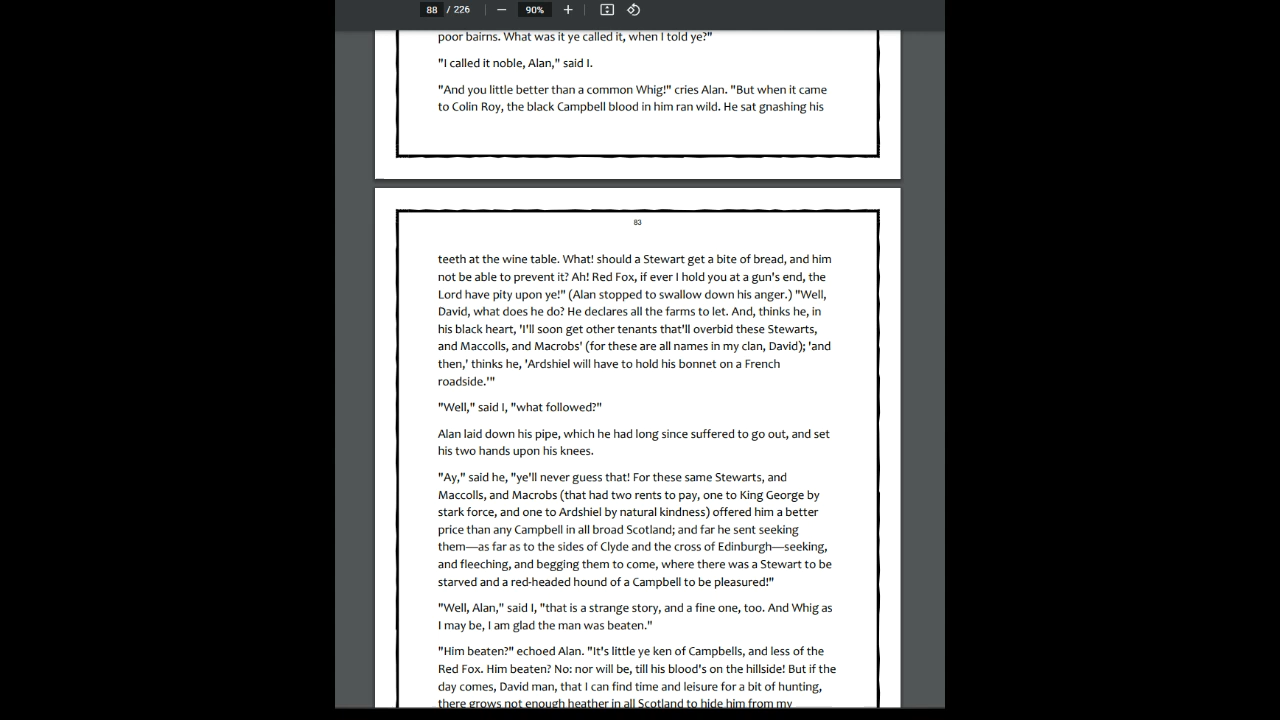 88 / 226
90%
poor bairns. What was it ye called it, when I told ye?"
"I called it noble, Alan," said I.
"And you little better than a common Whig!" cries Alan. "But when it came
to Colin Roy, the black Campbell blood in him ran wild. He sat gnashing his
83
teeth at the wine table. What! should a Stewart get a bite of bread, and him
not be able to prevent it? Ah! Red Fox, if ever I hold you at a gun's end, the
Lord have pity upon ye!" (Alan stopped to swallow down his anger.) "Well,
David, what does he do? He declares all the farms to let. And, thinks he, in
his black heart, 'I'll soon get other tenants that'll overbid these Stewarts,
and Maccolls, and Macrobs' (for these are all names in my clan, David); 'and
then,' thinks he, 'Ardshiel will have to hold his bonnet on a French
roadside.'"
"Well," said I, "what followed?"
Alan laid down his pipe, which he had long since suffered to go out, and set
his two hands upon his knees.
"Ay," said he, "ye'll never guess that! For these same Stewarts, and
Maccolls, and Macrobs (that had two rents to pay, one to King George by
stark force, and one to Ardshiel by natural kindness) offered him a better
price than any Campbell in all broad Scotland; and far he sent seeking
them—as far as to the sides of Clyde and the cross of Edinburgh—seeking,
and fleeching, and begging them to come, where there was a Stewart to be
starved and a red-headed hound of a Campbell to be pleasured!"
"Well, Alan," said I, "that is a strange story, and a fine one, too. And Whig as
I may be, I am glad the man was beaten."
"Him beaten?" echoed Alan. "It's little ye ken of Campbells, and less of the
Red Fox. Him beaten? No: nor will be, till his blood's on the hillside! But if the
day comes, David man, that I can find time and leisure for a bit of hunting,
there grows not enough heather in all Scotland to hide him from my